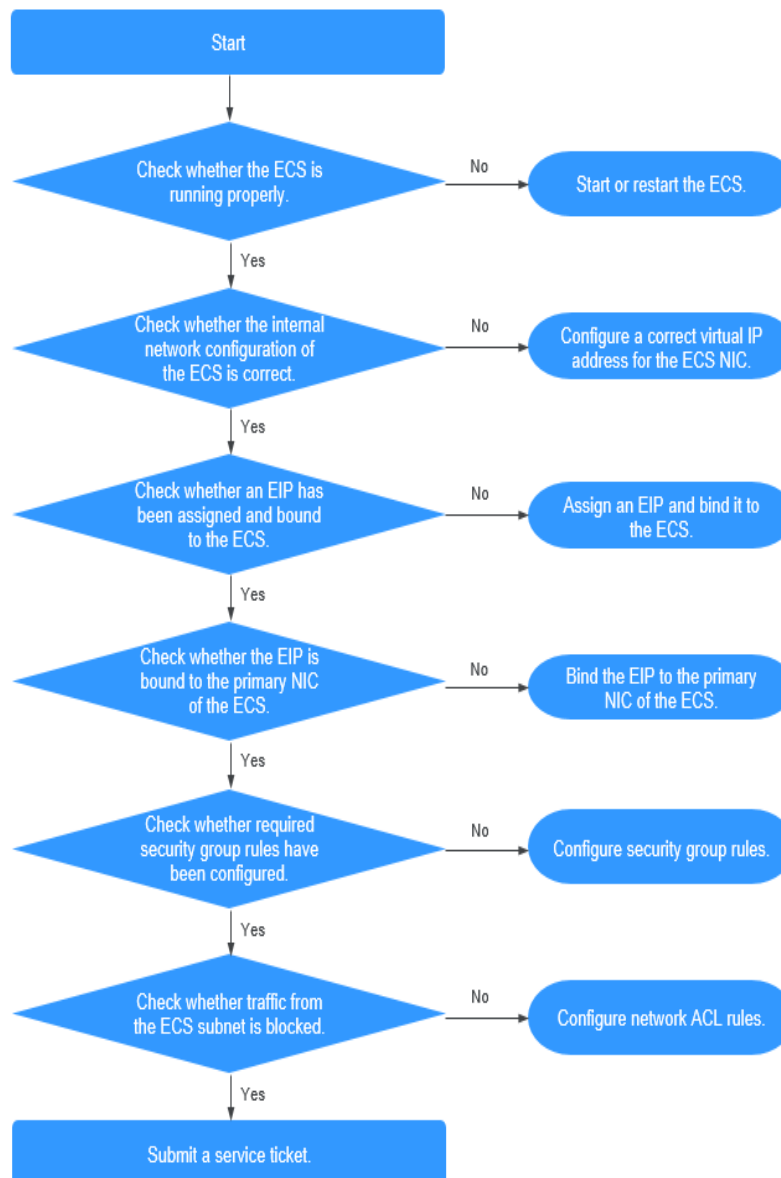 Start
Check whether the ECS is
running properly.
No
Start or restart the ECS.
Yes
Check whether the internal
network configuration of
the ECS is correct.
No
Configure a correct virtual IP
address for the ECS NIC.
Yes
Check whether an EIP has
been assigned and bound
to the ECS.
No
Assign an EIP and bind it to
the ECS.
Yes
Check whether the EIP is
bound to the primary NIC
of the ECS.
No
Bind the EIP to the primary
NIC of the ECS.
Yes
Check whether required
security group rules have
been configured.
No
Configure security group rules.
Yes
Check whether traffic from
the ECS subnet is blocked.
No
Configure network ACL rules.
Yes
Submit a service ticket.